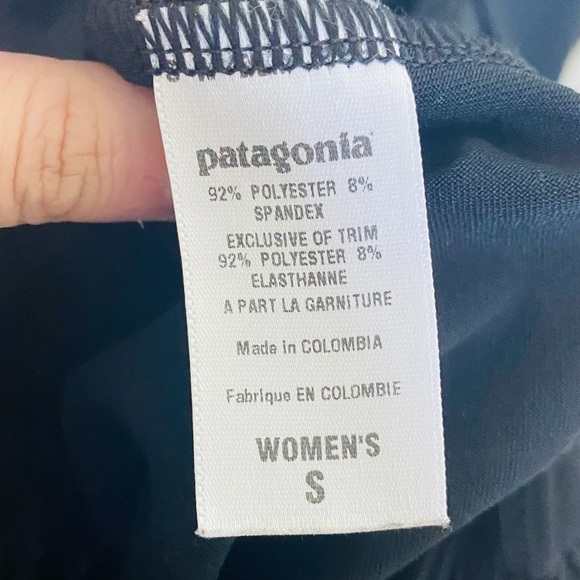 patagonia
92% POLYESTER 8%
SPANDEX
EXCLUSIVE OF TRIM
92% POLYESTER 8%
ELASTHANNE
A PART LA GARNITURE
Made in COLOMBIA
Fabrique EN COLOMBIE
WOMEN'S
S